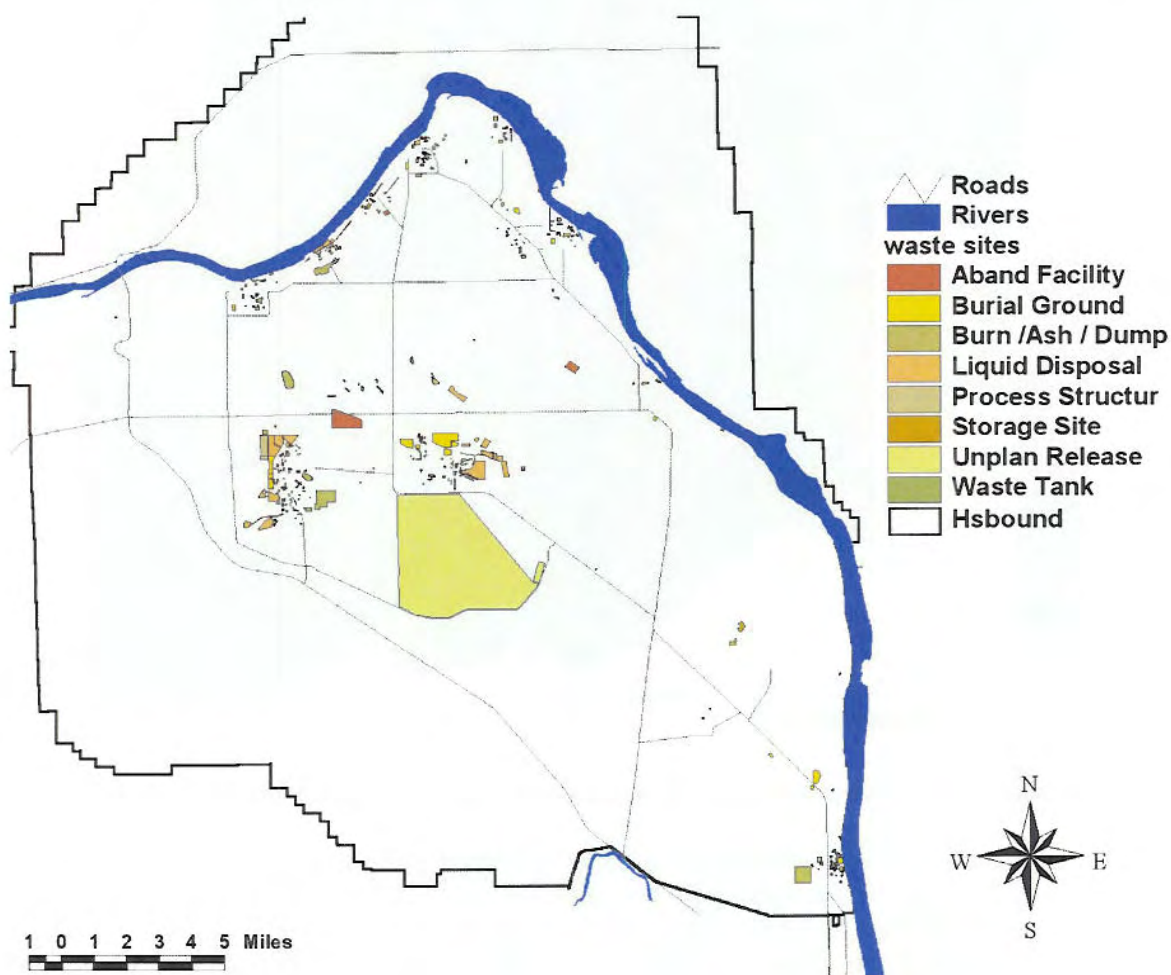 Roads
Rivers
waste sites
Aband Facility
Burial Ground
Burn /Ash / Dump
Liquid Disposal
Process Structur
Storage Site
Unplan Release
Waste Tank
Hsbound
N
W E
S
1 0 1 2 3 4 5 Miles